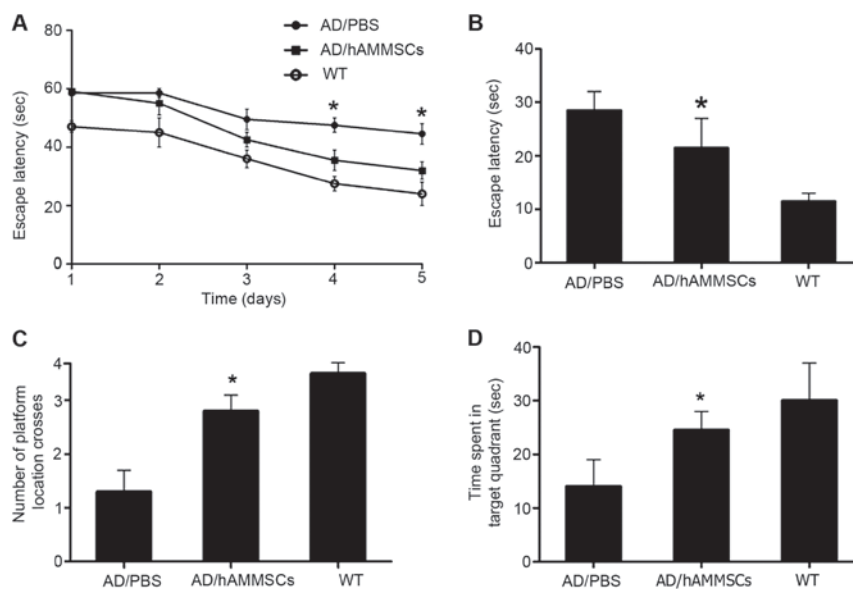 A
AD/PBS
AD/hAMMSCs
WT
Escape latency (sec)
80
60
40
20
0
*
*
1 2 3 4 5
Time (days)
B
Escape latency (sec)
40
30
20
10
0
*
AD/PBS AD/hAMMSCs WT
C
Number of platform
location crosses
4
3
2
1
0
*
AD/PBS AD/hAMMSCs WT
D
Time spent in
target quadrant (sec)
40
30
20
10
0
*
AD/PBS AD/hAMMSCs WT